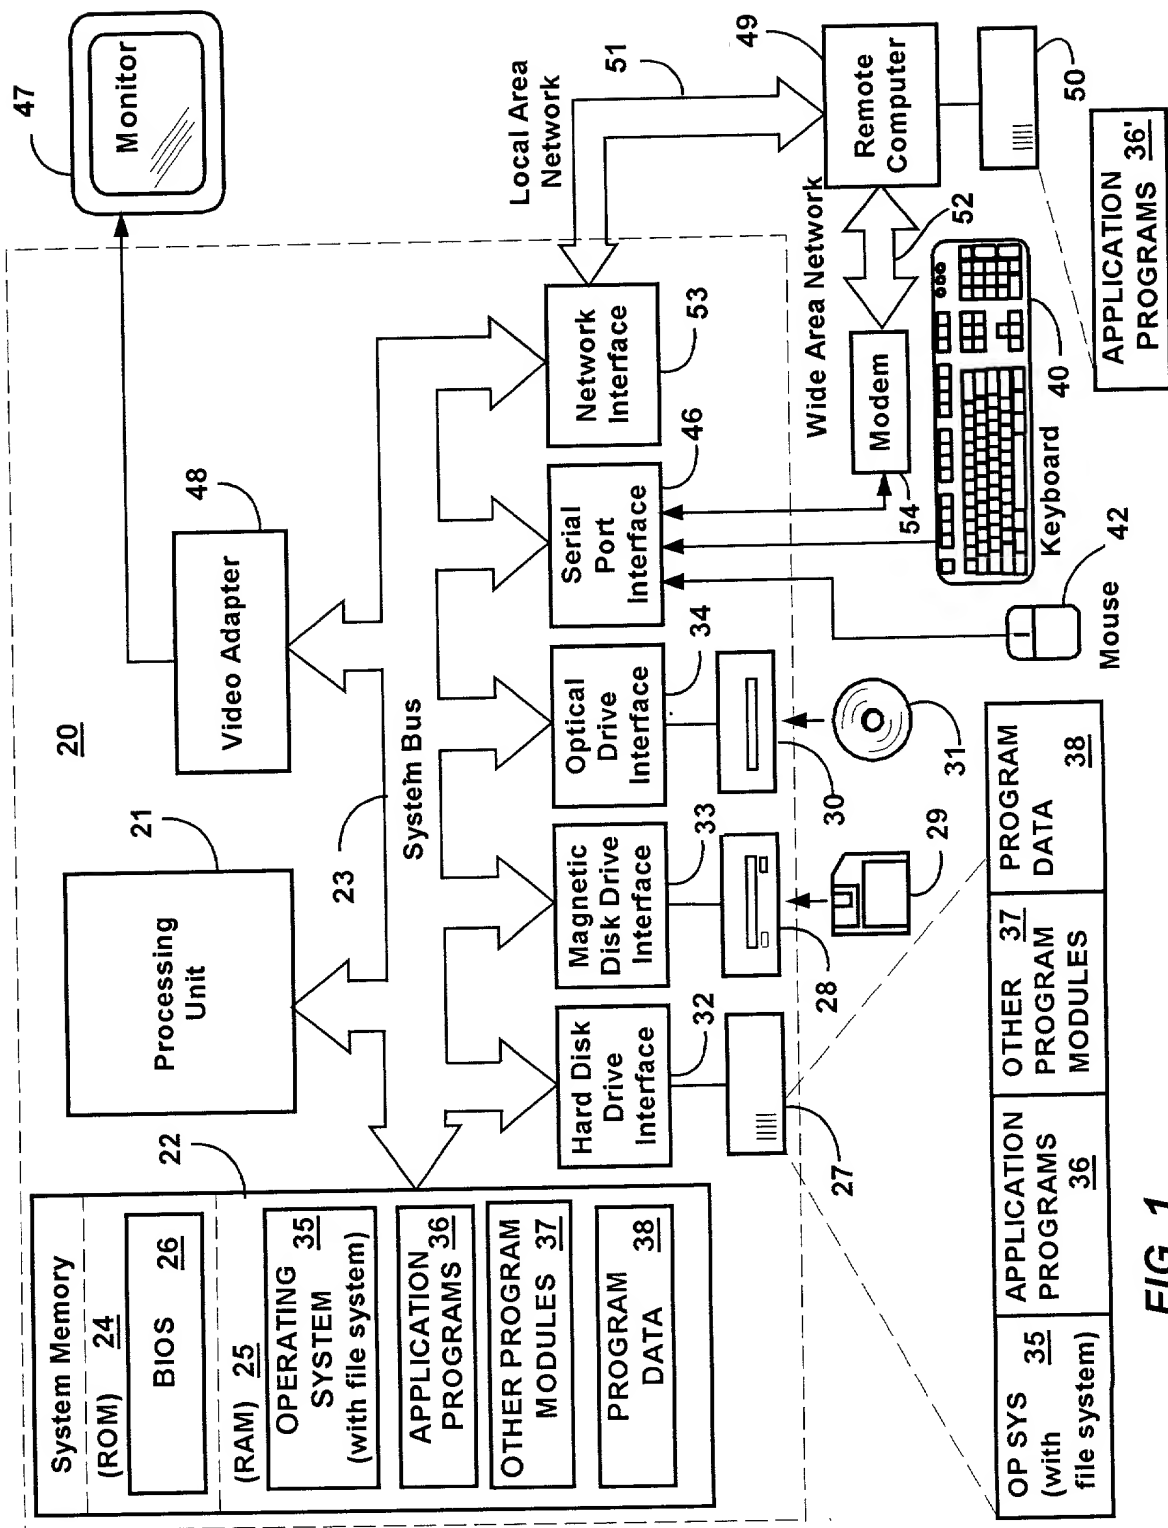 System Memory
(ROM) 24
BIOS 26
(RAM) 25
OPERATING
SYSTEM 35
(with file system)
APPLICATION
PROGRAMS 36
OTHER PROGRAM
MODULES 37
PROGRAM
DATA 38
22
20
Processing
Unit
21
Video Adapter
48
Monitor
47
23
System Bus
Hard Disk
Drive
Interface
32
Magnetic
Disk Drive
Interface
33
Optical
Drive
Interface
34
Serial
Port
Interface
46
Network
Interface
53
Local Area
Network
51
Remote
Computer
49
50
Wide Area Network
52
Modem
54
27
28
29
30
31
Keyboard
40
Mouse
42
APPLICATION
PROGRAMS 36'
OP SYS 35
(with
file system)
APPLICATION
PROGRAMS
36
OTHER 37
PROGRAM
MODULES
PROGRAM
DATA 38
FIG. 1